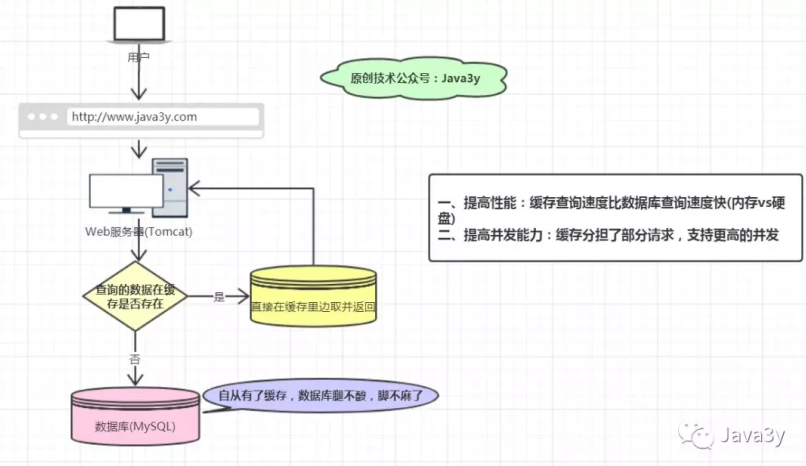 用户
原创技术公众号：Java3y
http://www.java3y.com
一、提高性能：缓存查询速度比数据库查询速度快(内存vs硬
盘)
二、提高并发能力：缓存分担了部分请求，支持更高的并发
Web服务器(Tomcat)
查询的数据在缓
存是否存在
是
直接在缓存里边取并返回
否
自从有了缓存，数据库腿不酸，脚不麻了
数据库(MySQL)
Java3y